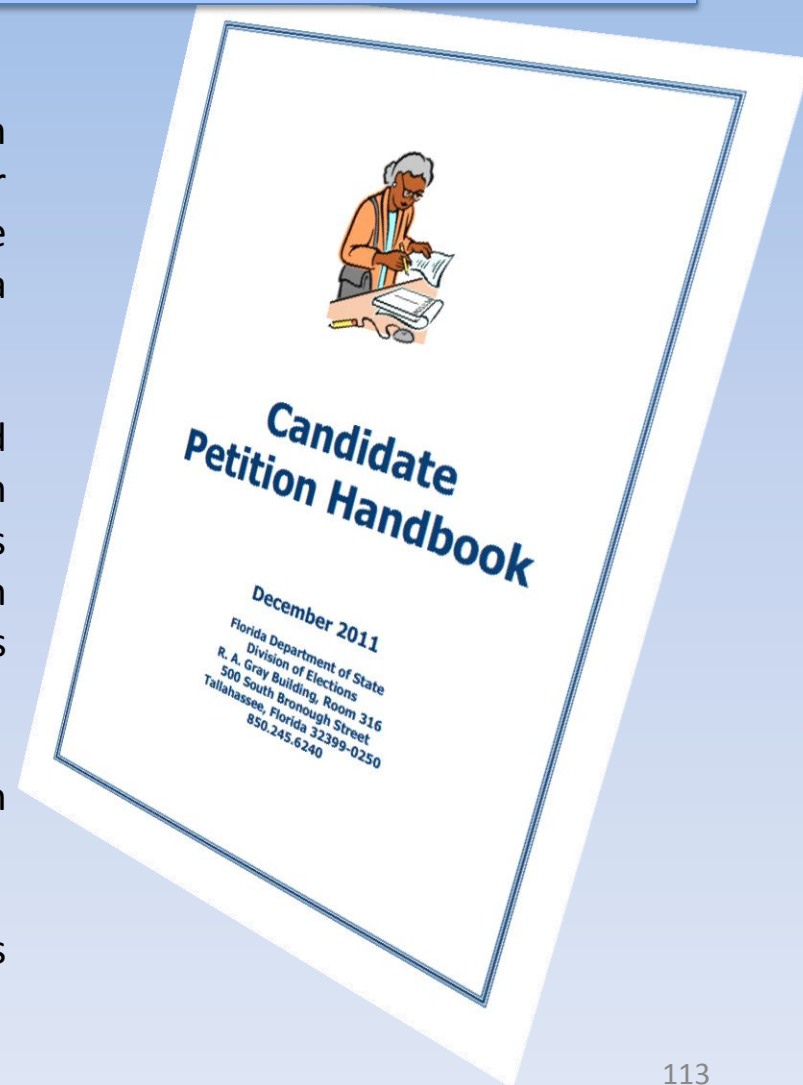 Candidate
Petition Handbook
December 2011
Florida Department of State
Division of Elections
R. A. Gray Building, Room 316
500 South Bronough Street
Tallahassee, Florida 32399-0250
850.245.6240
113